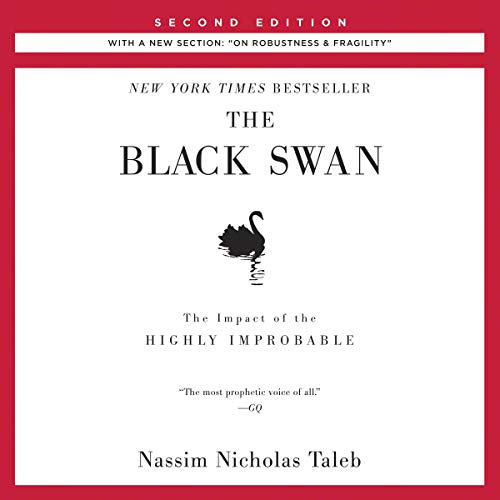 SECOND EDITION
WITH A NEW SECTION: "ON ROBUSTNESS & FRAGILITY"
NEW YORK TIMES BESTSELLER
THE
BLACK SWAN
The Impact of the
HIGHLY IMPROBABLE
“The most prophetic voice of all.”
—GQ
Nassim Nicholas Taleb